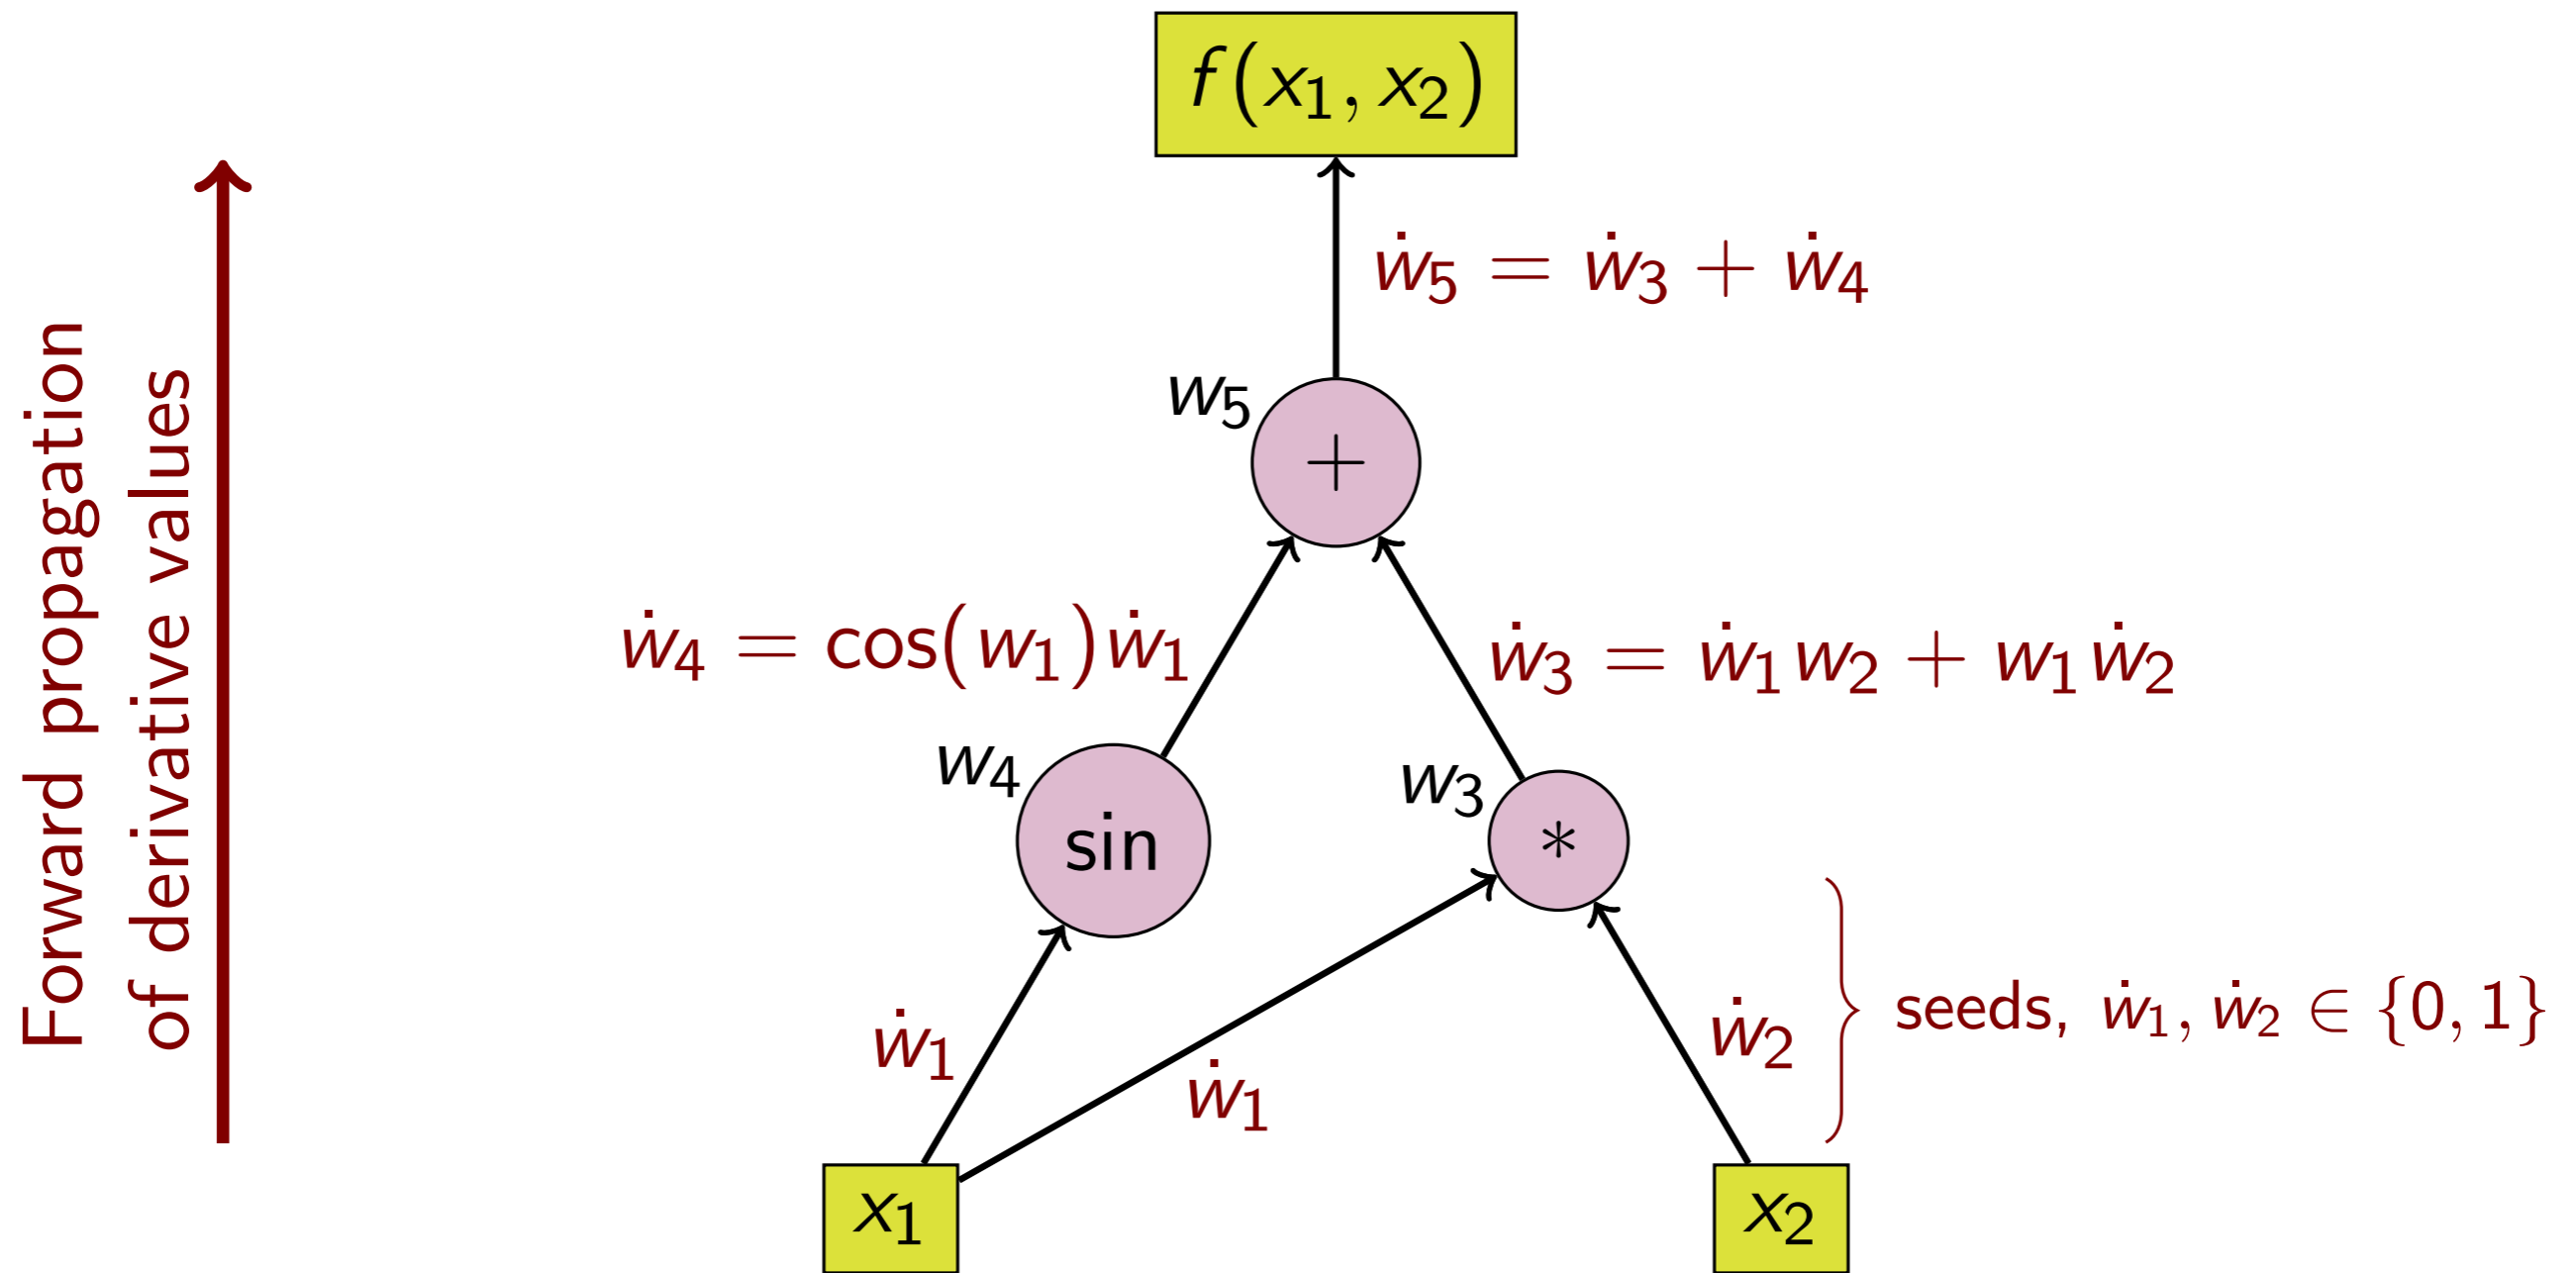 f(x₁, x₂)
ẇ₅ = ẇ₃ + ẇ₄
w₅
+
ẇ₄ = cos(w₁)ẇ₁
ẇ₃ = ẇ₁w₂ + w₁ẇ₂
w₄
sin
w₃
*
ẇ₁
ẇ₁
ẇ₂
seeds, ẇ₁, ẇ₂ ∈ {0, 1}
x₁
x₂
Forward propagation
of derivative values